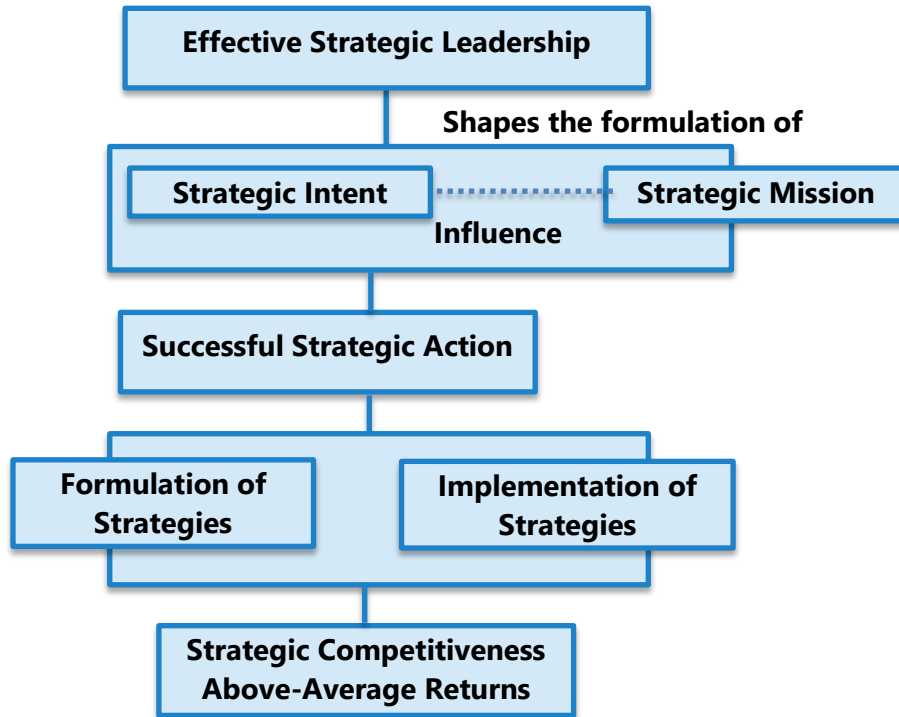 Effective Strategic Leadership
Shapes the formulation of
Strategic Intent
Strategic Mission
Influence
Successful Strategic Action
Formulation of
Strategies
Implementation of
Strategies
Strategic Competitiveness
Above-Average Returns